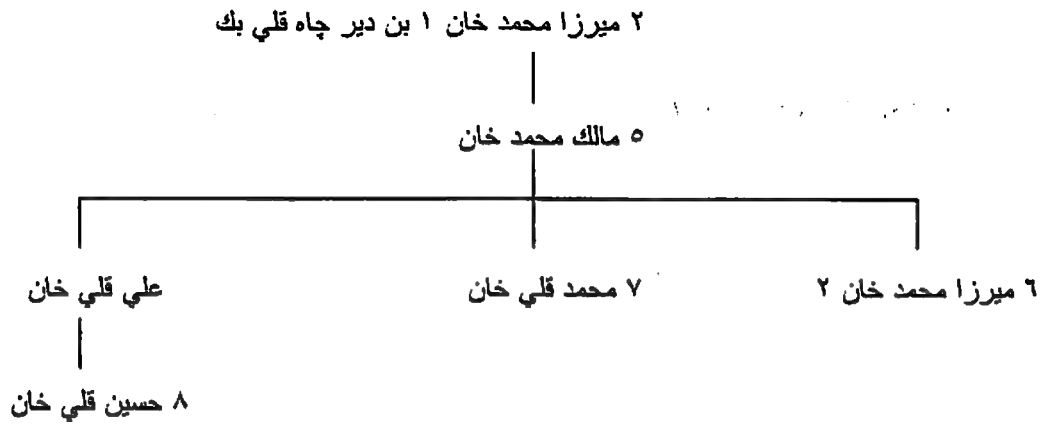 ٢ ميرزا محمد خان ١ بن دير چاه قلي بك
٥ مالك محمد خان
٦ ميرزا محمد خان ٢
٧ محمد قلي خان
علي قلي خان
٨ حسين قلي خان